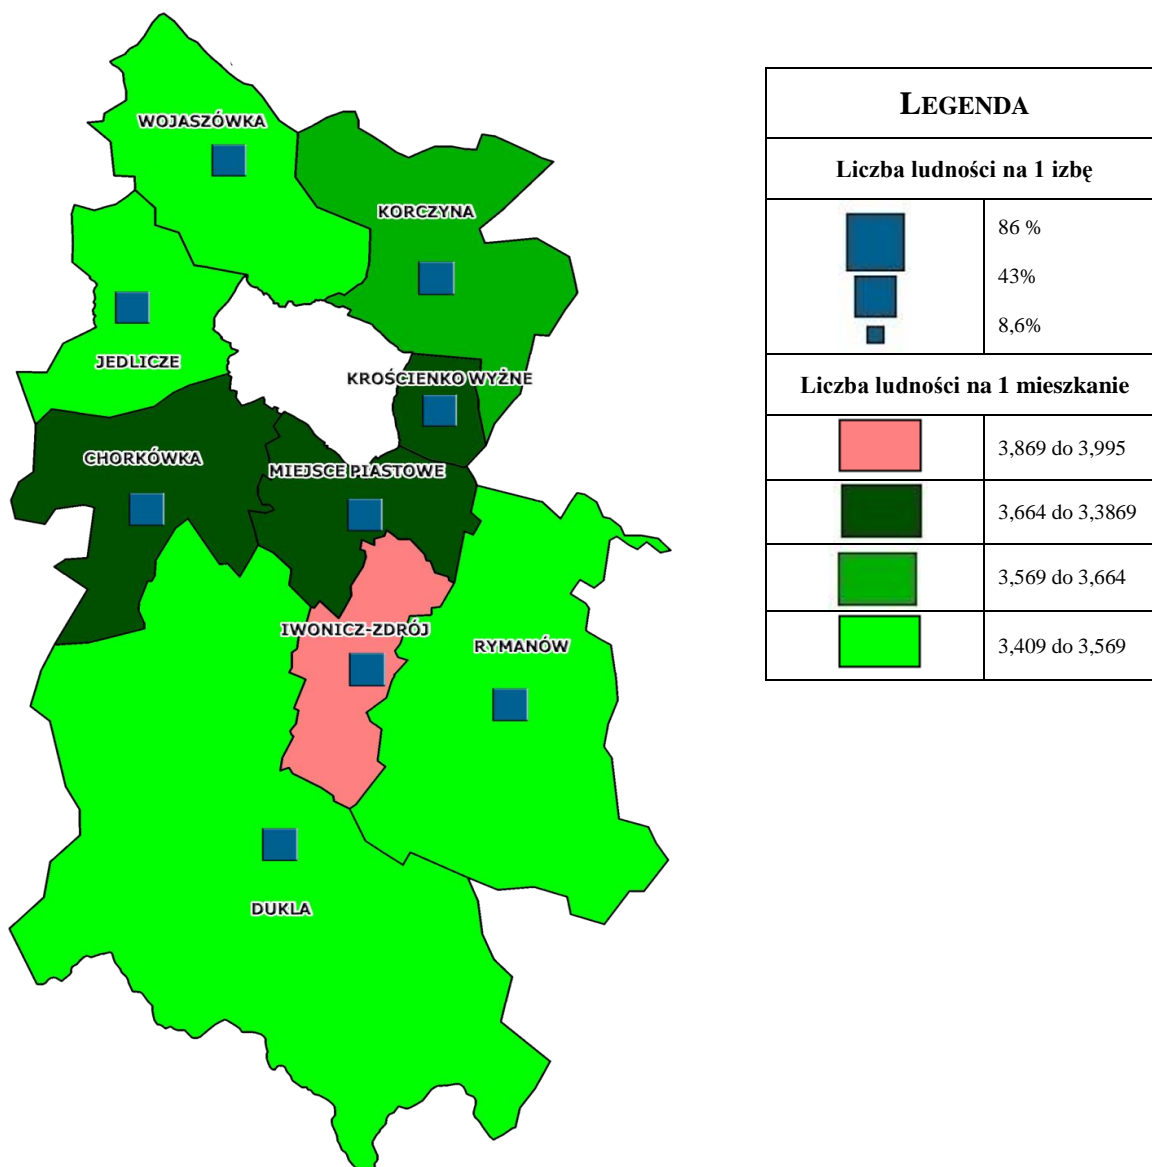 WOJASZÓWKA
KORCZYNA
JEDLICZE
KROŚCIENKO WYŻNE
CHORKÓWKA
MIEJSCE PIASTOWE
IWONICZ-ZDRÓJ
RYMANÓW
DUKLA
LEGENDA
Liczba ludności na 1 izbę
86 %
43%
8,6%
Liczba ludności na 1 mieszkanie
3,869 do 3,995
3,664 do 3,3869
3,569 do 3,664
3,409 do 3,569